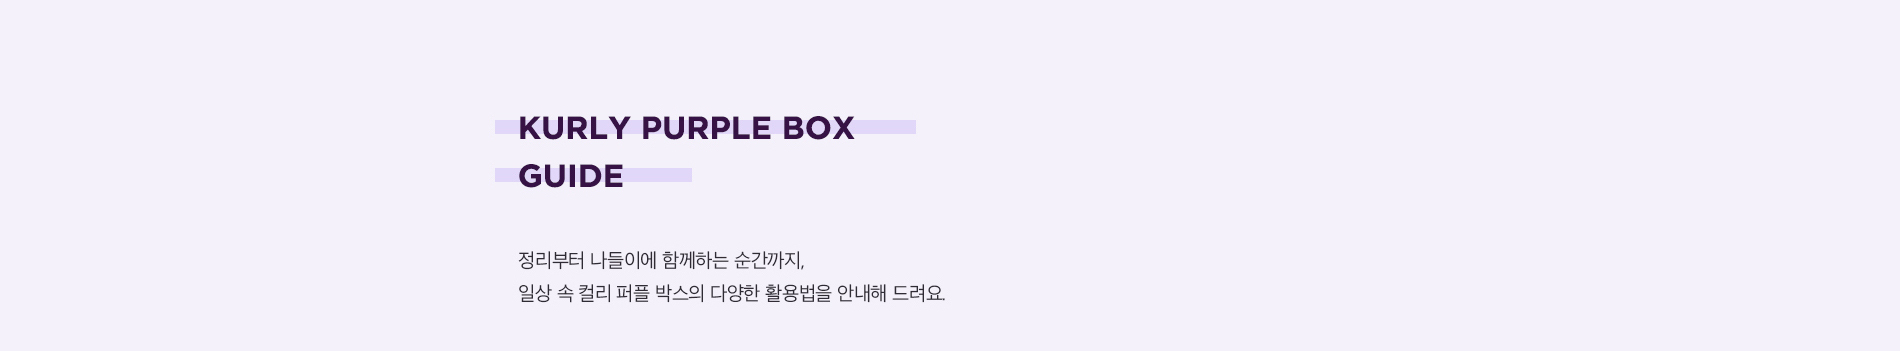 KURLY PURPLE BOX
GUIDE
정리부터 나들이에 함께하는 순간까지,
일상 속 컬리 퍼플 박스의 다양한 활용법을 안내해 드려요.